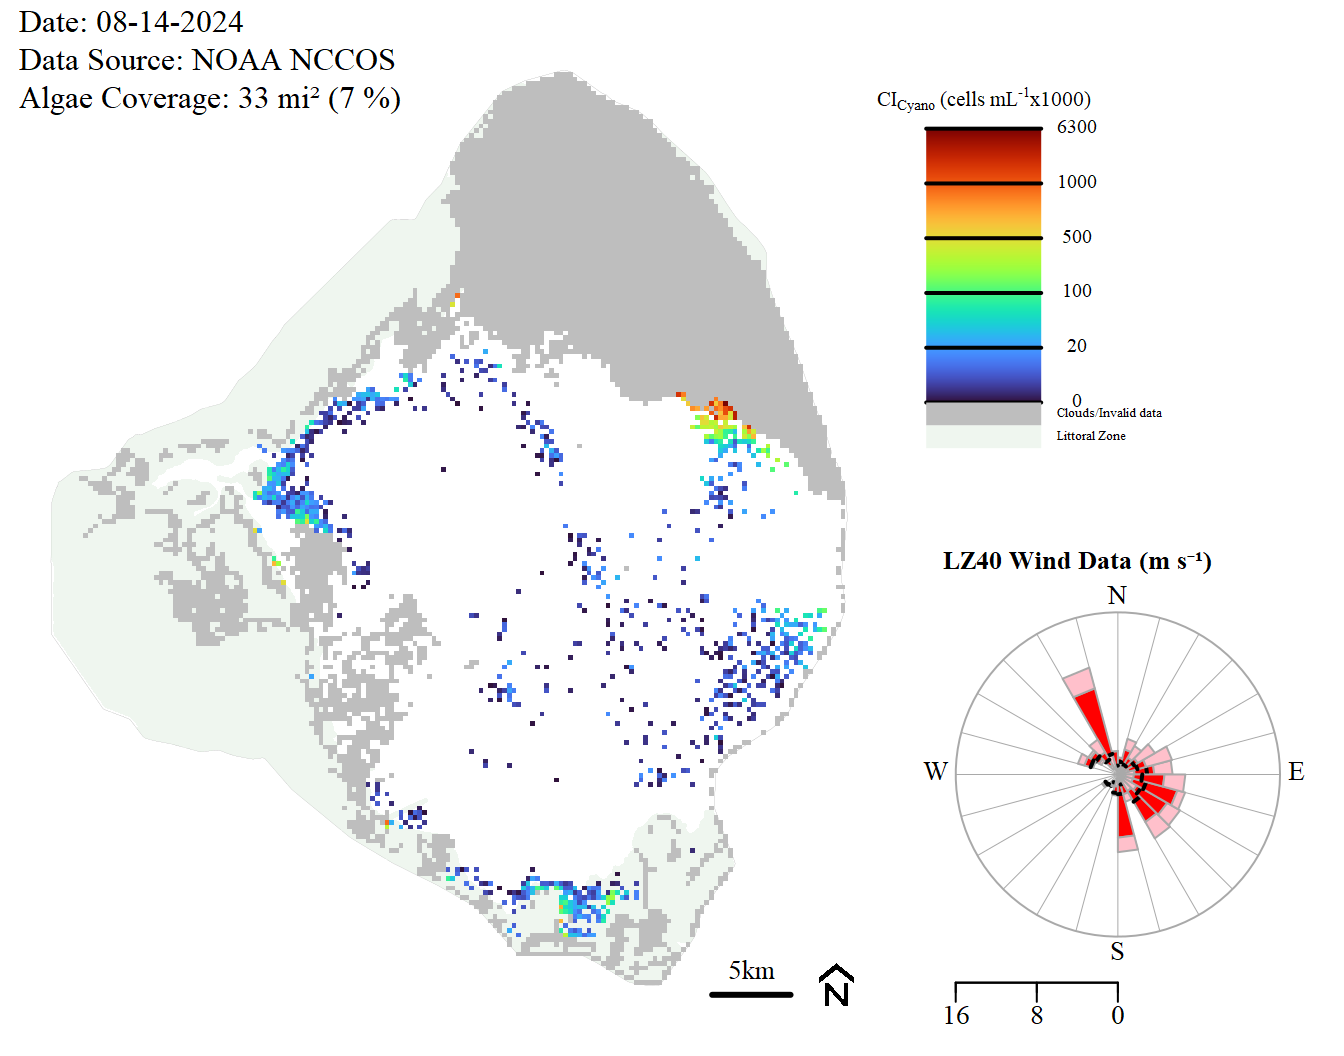 Date: 08-14-2024
Data Source: NOAA NCCOS
Algae Coverage: 33 mi² (7 %)
CICyano (cells mL-1x1000)
6300
1000
500
100
20
0
Clouds/Invalid data
Littoral Zone
LZ40 Wind Data (m s⁻¹)
N
W
E
S
5km
N
16
8
0